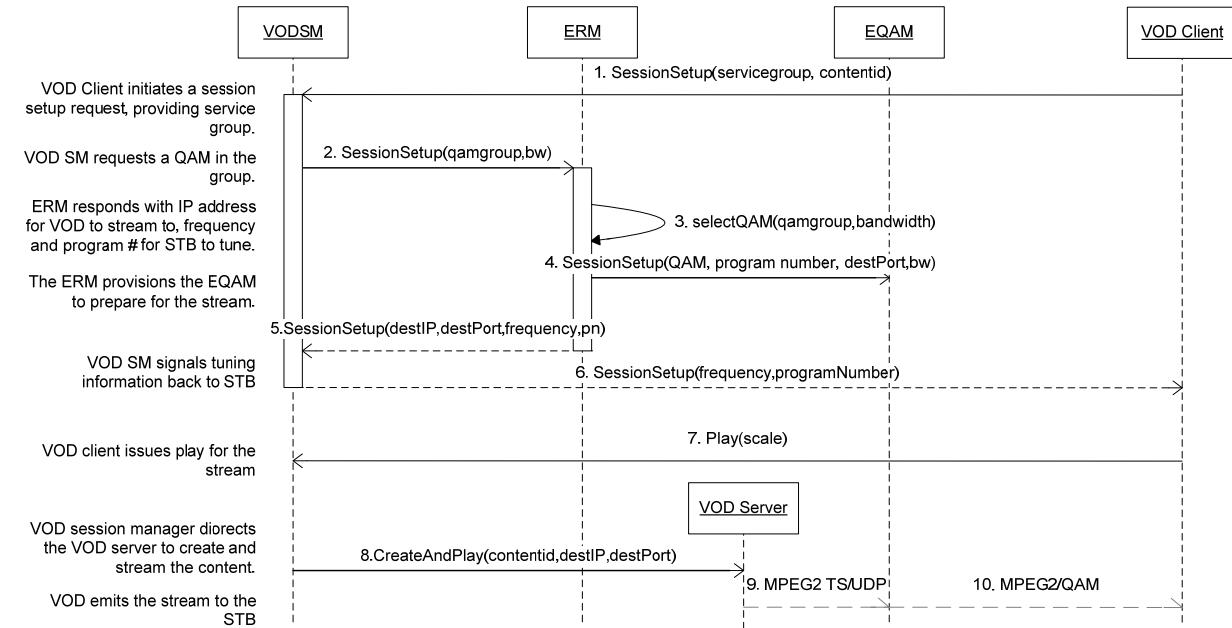 VODSM
ERM
EQAM
VOD Client
1. SessionSetup(servicegroup, contentid)
VOD Client initiates a session
setup request, providing service
group.
2. SessionSetup(qamgroup,bw)
VOD SM requests a QAM in the
group.
ERM responds with IP address
for VOD to stream to, frequency
and program # for STB to tune.
3. selectQAM(qamgroup,bandwidth)
4. SessionSetup(QAM, program number, destPort,bw)
The ERM provisions the EQAM
to prepare for the stream.
5.SessionSetup(destIP,destPort,frequency,pn)
VOD SM signals tuning
information back to STB
6. SessionSetup(frequency,programNumber)
7. Play(scale)
VOD client issues play for the
stream
VOD Server
VOD session manager diorects
the VOD server to create and
stream the content.
8.CreateAndPlay(contentid,destIP,destPort)
9. MPEG2 TS/UDP
10. MPEG2/QAM
VOD emits the stream to the
STB